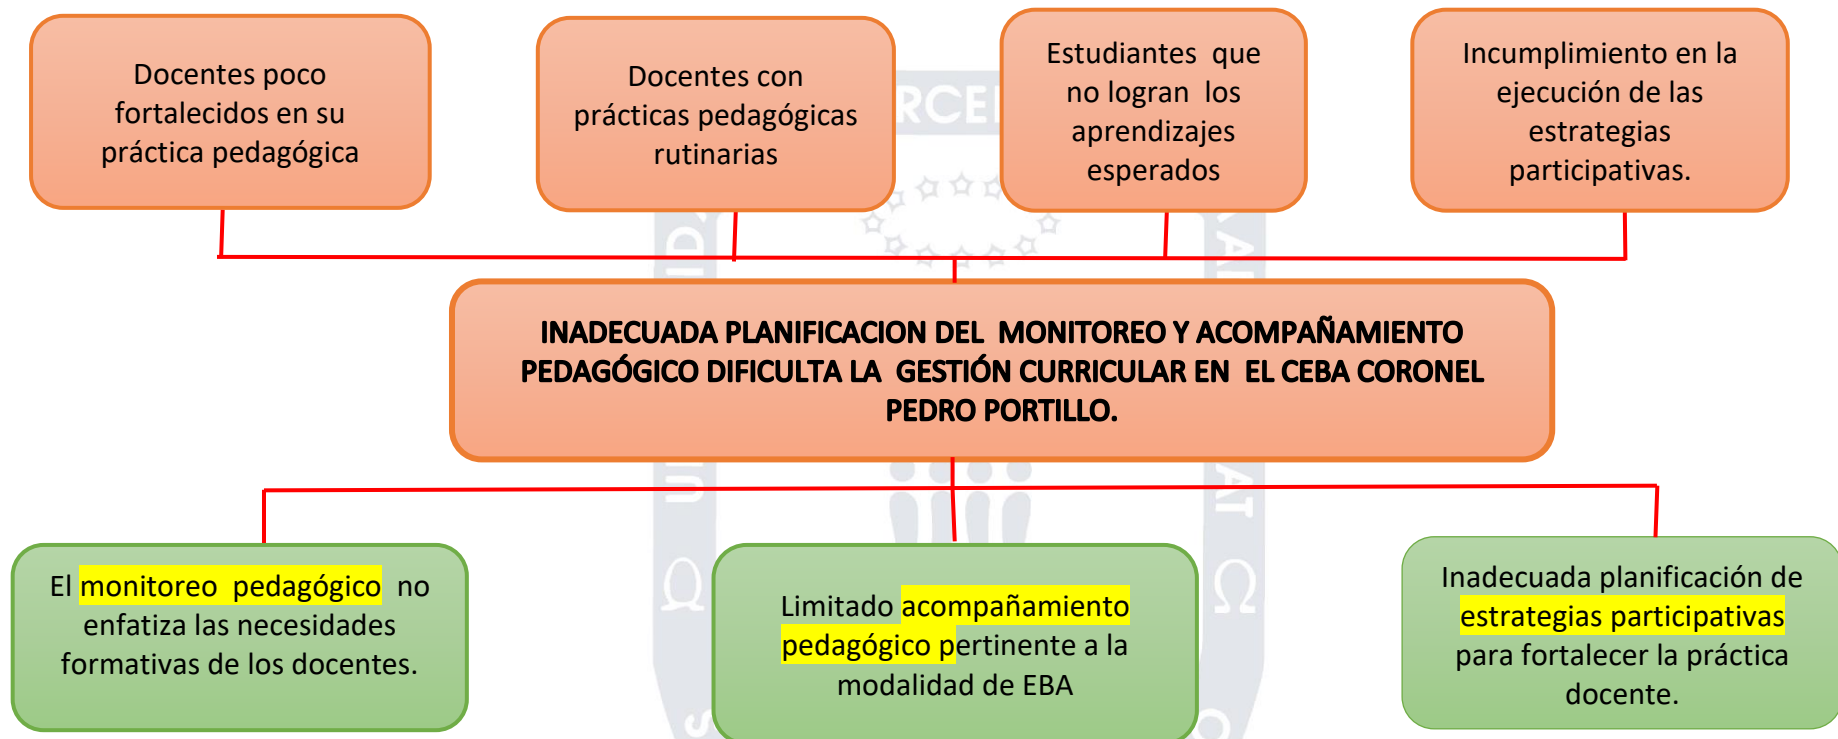 Docentes poco
fortalecidos en su
práctica pedagógica
Docentes con
prácticas pedagógicas
rutinarias
Estudiantes que
no logran los
aprendizajes
esperados
Incumplimiento en la
ejecución de las
estrategias
participativas.
INADECUADA PLANIFICACION DEL MONITOREO Y ACOMPAÑAMIENTO
PEDAGÓGICO DIFICULTA LA GESTIÓN CURRICULAR EN EL CEBA CORONEL
PEDRO PORTILLO.
El monitoreo pedagógico no
enfatiza las necesidades
formativas de los docentes.
Limitado acompañamiento
pedagógico pertinente a la
modalidad de EBA
Inadecuada planificación de
estrategias participativas
para fortalecer la práctica
docente.